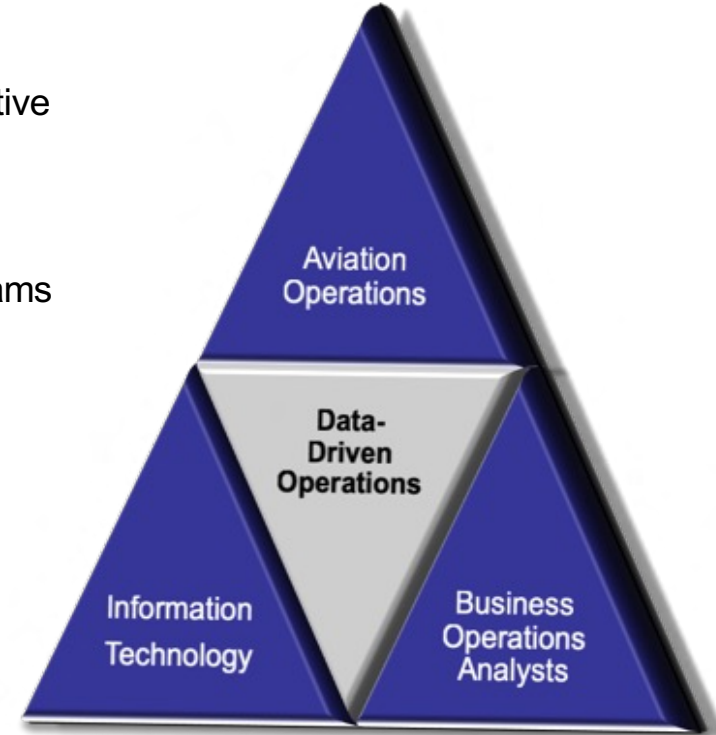 Aviation
Operations
Data-
Driven
Operations
Information
Technology
Business
Operations
Analysts